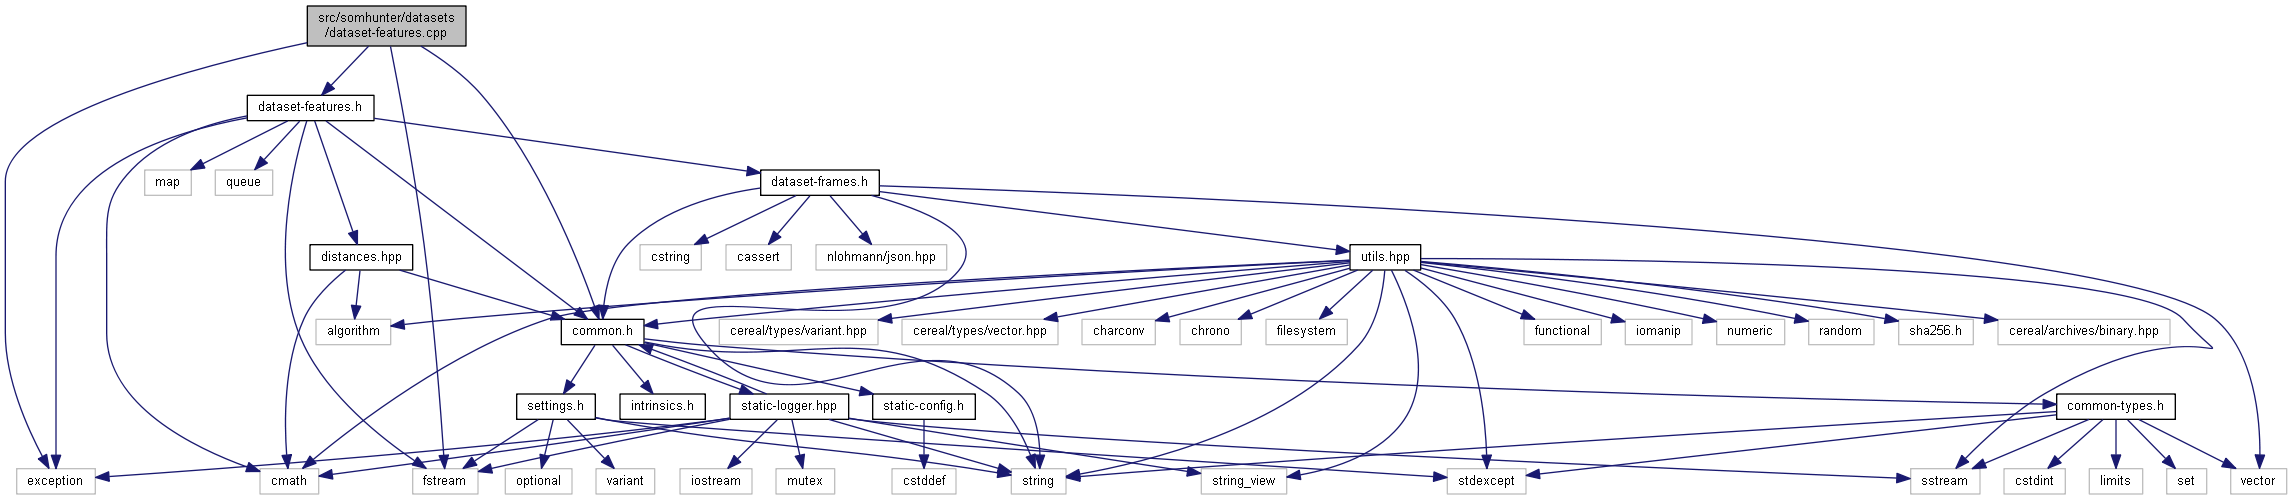 src/somhunter/datasets
/dataset-features.cpp
dataset-features.h
map
queue
dataset-frames.h
distances.hpp
cstring
cassert
nlohmann/json.hpp
utils.hpp
algorithm
common.h
cereal/types/variant.hpp
cereal/types/vector.hpp
charconv
chrono
filesystem
functional
iomanip
numeric
random
sha256.h
cereal/archives/binary.hpp
settings.h
intrinsics.h
static-logger.hpp
static-config.h
common-types.h
exception
cmath
fstream
optional
variant
iostream
mutex
cstddef
string
string_view
stdexcept
sstream
cstdint
limits
set
vector